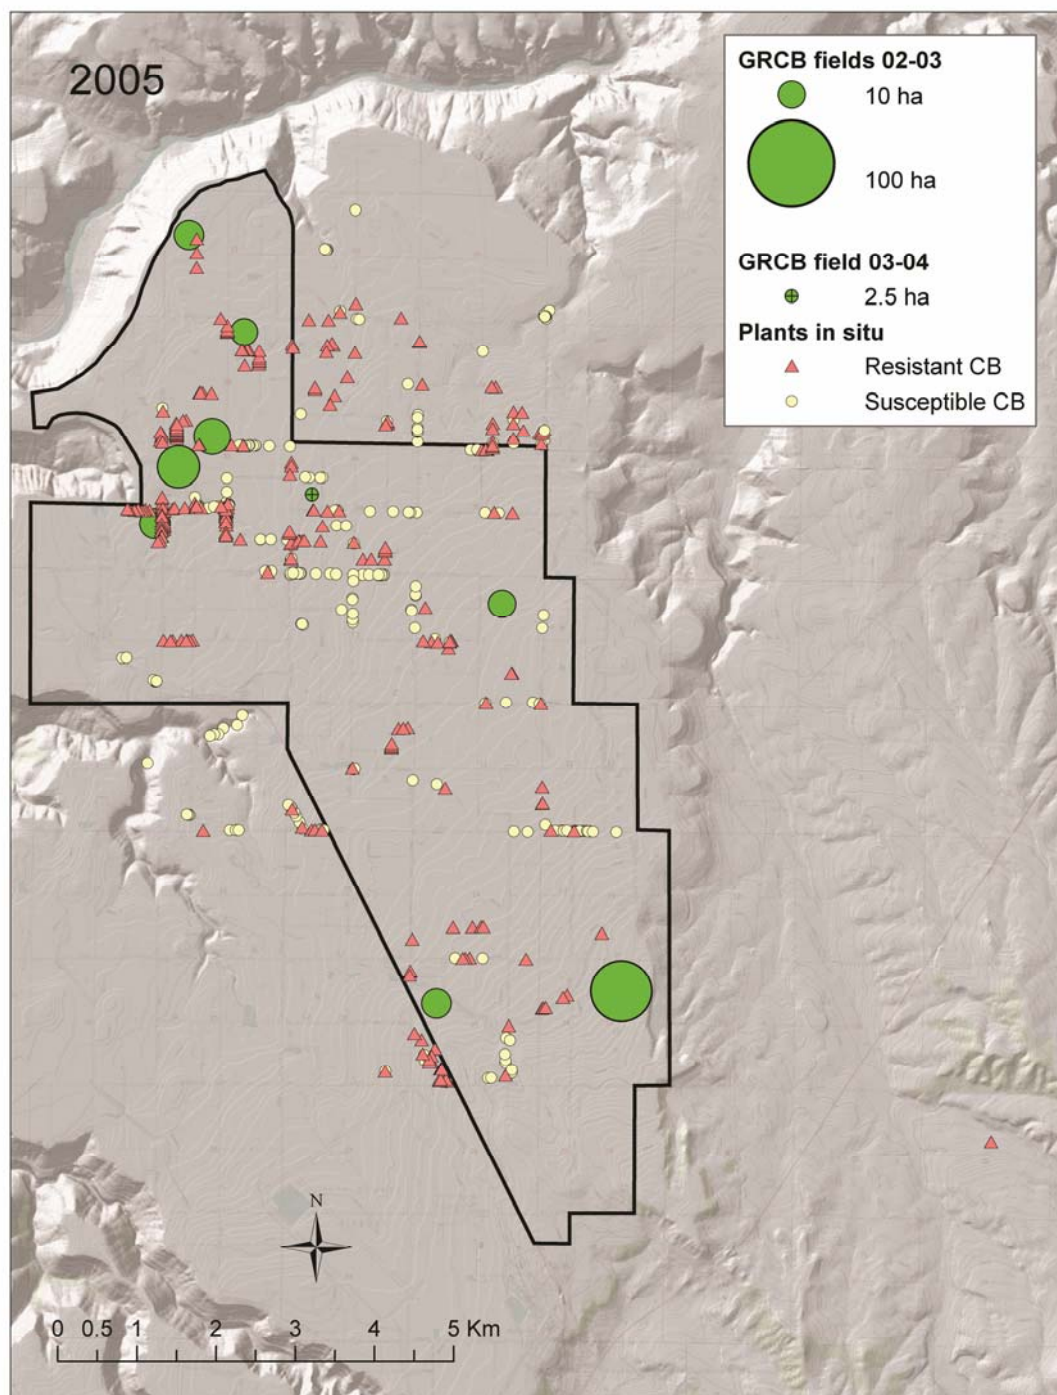 2005
GRCB fields 02-03
10 ha
100 ha
GRCB field 03-04
2.5 ha
Plants in situ
Resistant CB
Susceptible CB
N
0 0.5 1 2 3 4 5 Km